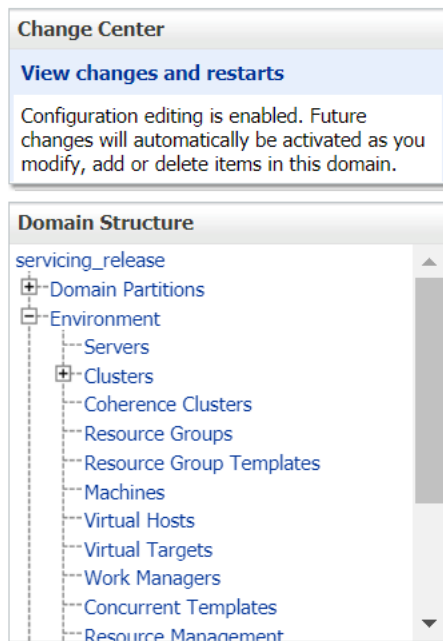 Change Center
View changes and restarts
Configuration editing is enabled. Future
changes will automatically be activated as you
modify, add or delete items in this domain.
Domain Structure
servicing_release
Domain Partitions
Environment
Servers
Clusters
Coherence Clusters
Resource Groups
Resource Group Templates
Machines
Virtual Hosts
Virtual Targets
Work Managers
Concurrent Templates
Resource Management